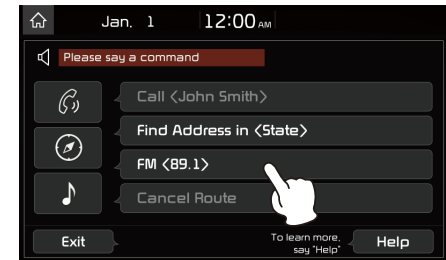 Jan. 1 12:00 AM
Please say a command
Call <John Smith>
Find Address in <State>
FM <89.1>
Cancel Route
Exit
To learn more,
say "Help"
Help